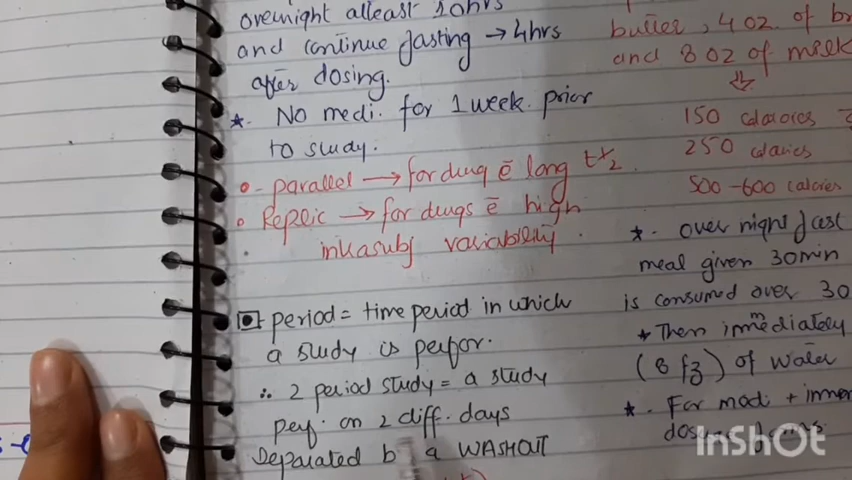 overnight atleast 10hrs
and continue fasting → 4hrs
after dosing.
* No medi. for 1 week prior
to study.
• - parallel → for drug c̄ long t½.
• Replic → for drugs c̄ high
intrasubj variability.
▣ period = time period in which
a study is perfor.
∴ 2 period study = a study
perf. on 2 diff. days
separated a WASHOUT
butter, 4 oz of
and 8 oz of milk
⇓
150 calories
250 calories
500-600 calories
* Over night fast
meal given 30min
is consumed over 30
* Then immediately
(8 f℥) of water
* For modi +
InShOt